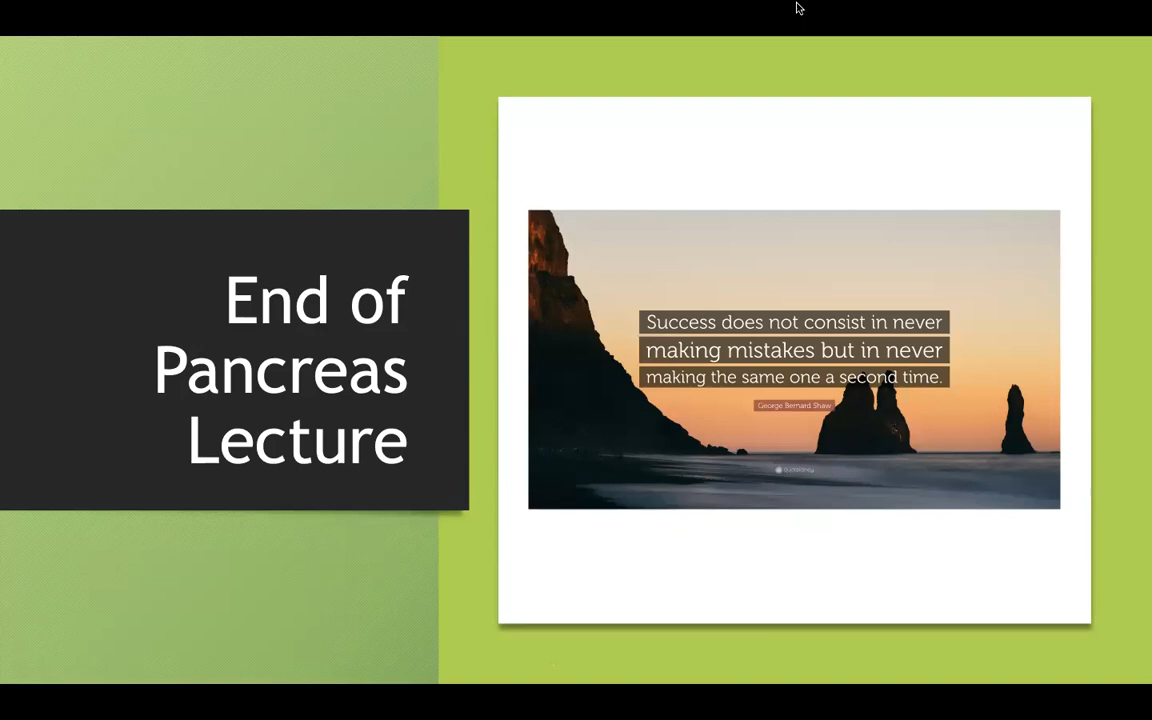 End of
Pancreas
Lecture
Success does not consist in never
making mistakes but in never
making the same one a second time.
George Bernard Shaw